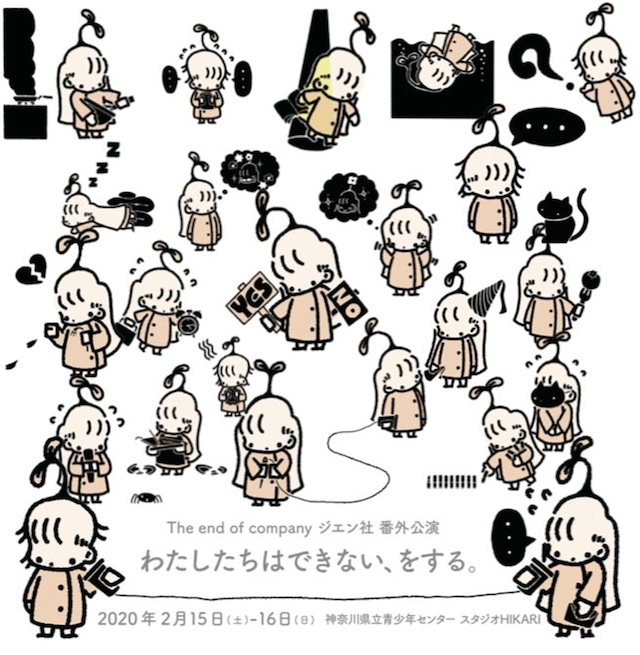 ? 
...
z
z
z
YES
NO
The end of company ジエン社 番外公演
わたしたちはできない、をする。
...
2020年2月15日(土)-16日(日) 神奈川県立青少年センター スタジオHIKARI